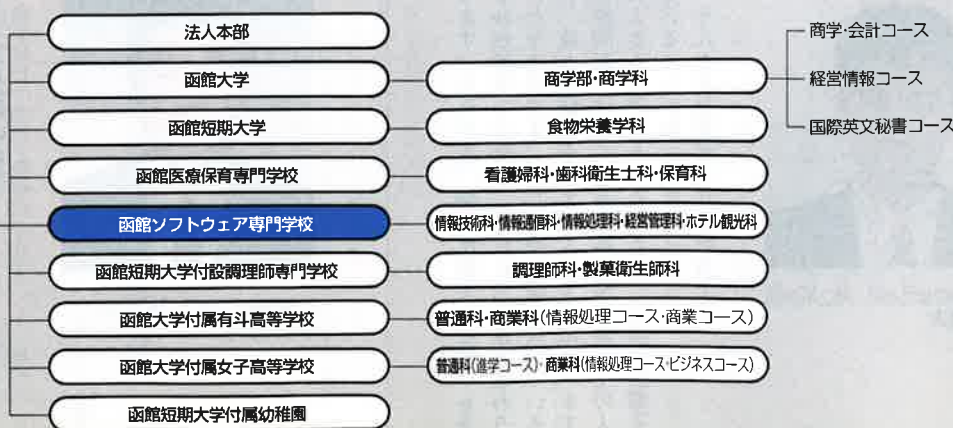 法人本部
函館大学
商学部・商学科
商学・会計コース
経営情報コース
国際英文秘書コース
函館短期大学
食物栄養学科
函館医療保育専門学校
看護婦科・歯科衛生士科・保育科
函館ソフトウェア専門学校
情報技術科・情報通信科・情報処理科・経営管理科・ホテル観光科
函館短期大学付設調理師専門学校
調理師科・製菓衛生師科
函館大学付属有斗高等学校
普通科・商業科(情報処理コース・商業コース)
函館大学付属女子高等学校
普通科(進学コース)・商業科(情報処理コース・ビジネスコース)
函館短期大学付属幼稚園